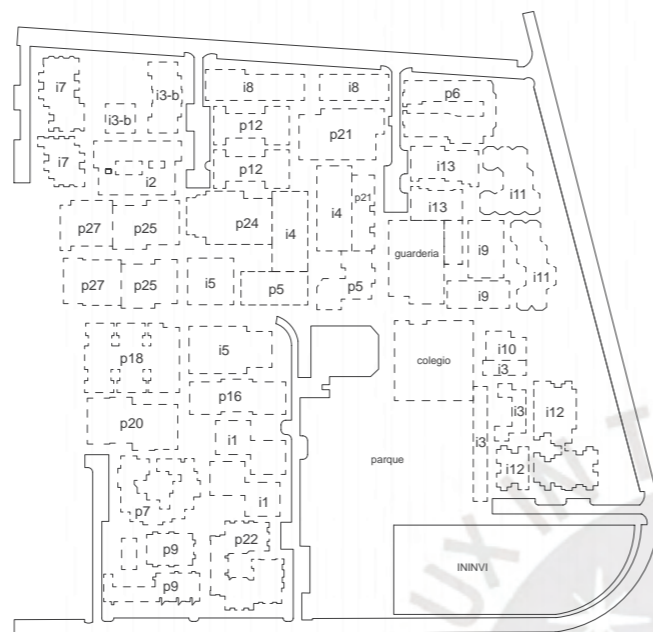 i7
i3-b
i3-b
i8
i8
p6
p12
p21
i7
p12
i13
i2
i11
p27
p25
p24
i4
i4
p21
i13
guarderia
i9
p27
p25
i5
p5
p5
i9
i11
p18
i5
colegio
i10
i3
p20
p16
i3
i3
i12
i1
parque
i12
p7
i1
p9
p22
p9
ININVI
UX IN T